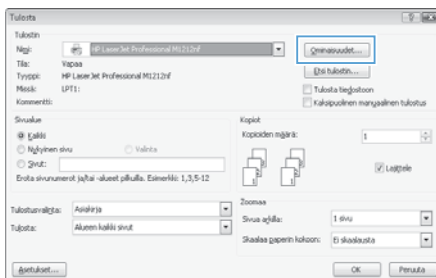 Tulosta
Tulostin
Nimi: HP LaserJet Professional M1212nf Ominaisuudet...
Tila: Vapaa Etsi tulostin...
Tyyppi: HP LaserJet Professional M1212nf
Missä: LPT1: Tulosta tiedostoon
Kommentti: Kaksipuolinen manuaalinen tulostus
Sivualue Kopiot
Kaikki Kopioiden määrä: 1
Nykyinen sivu Valinta
Sivut: Lajittele
Erota sivunumerot ja/tai -alueet pilkuilla. Esimerkki: 1,3,5-12
Zoomaa
Tulostusvalinta: Asiakirja Sivua arkilla: 1 sivu
Tulosta: Alueen kaikki sivut Skaalaa paperin kokoon: Ei skaalausta
Asetukset... OK Peruuta